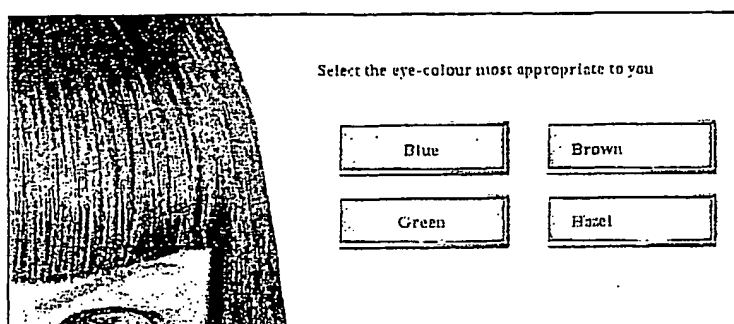 Select the eye-colour most appropriate to you
Blue
Brown
Green
Hazel